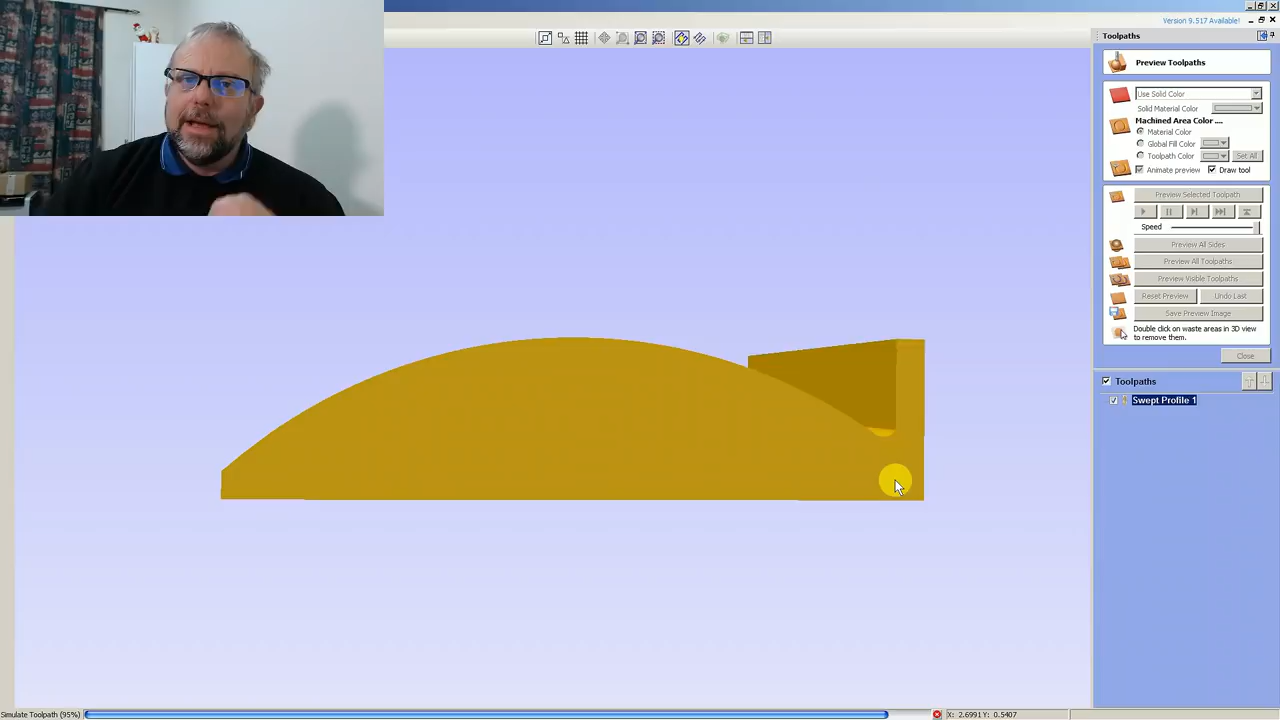 Version 9.517 Available!
Toolpaths
Preview Toolpaths
Use Solid Color
Solid Material Color
Machined Area Color ....
Material Color
Global Fill Color
Toolpath Color
Set All
Animate preview
Draw tool
Preview Selected Toolpath
Speed
Preview All Sides
Preview All Toolpaths
Preview Visible Toolpaths
Reset Preview
Undo Last
Save Preview Image
Double click on waste areas in 3D view
to remove them.
Close
Toolpaths
Swept Profile 1
Simulate Toolpath (95%)
X: 2.6991 Y: 0.5407